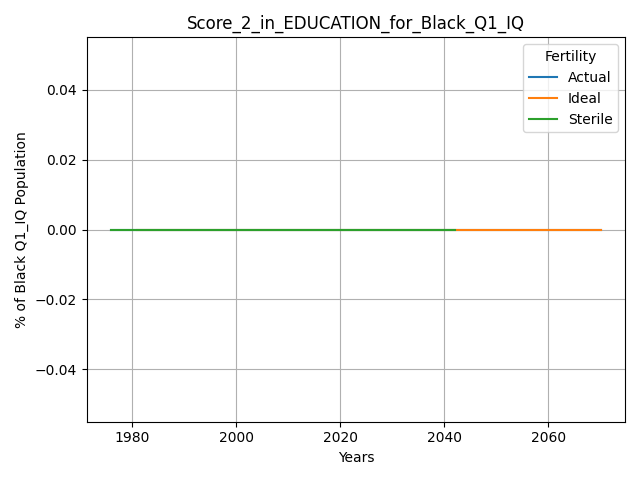 Score_2_in_EDUCATION_for_Black_Q1_IQ
Fertility
Actual
Ideal
Sterile
% of Black Q1_IQ Population
0.04
0.02
0.00
−0.02
−0.04
1980 2000 2020 2040 2060
Years